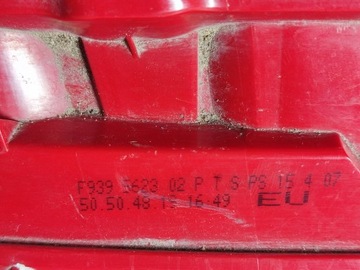 F939 5623 02 P T S PS 15 4 07
50.50.48.15 16:49 EU